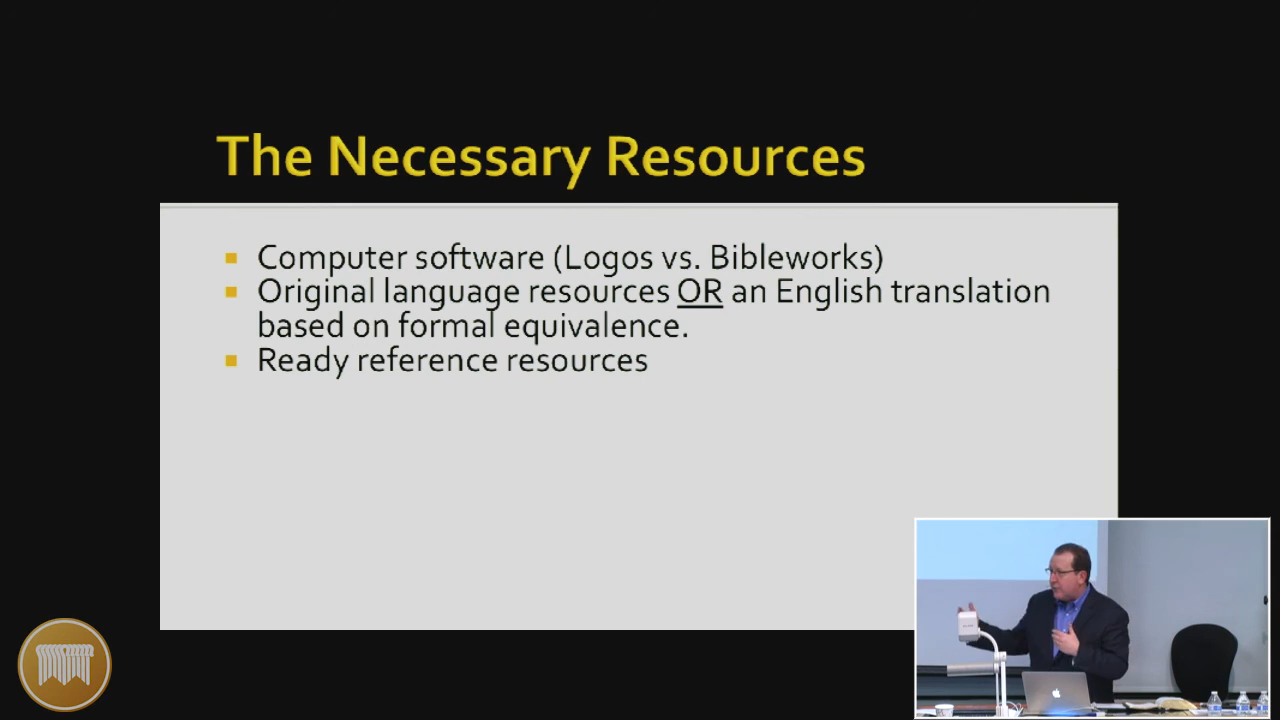 The Necessary Resources
Computer software (Logos vs. Bibleworks)
Original language resources OR an English translation
based on formal equivalence.
Ready reference resources